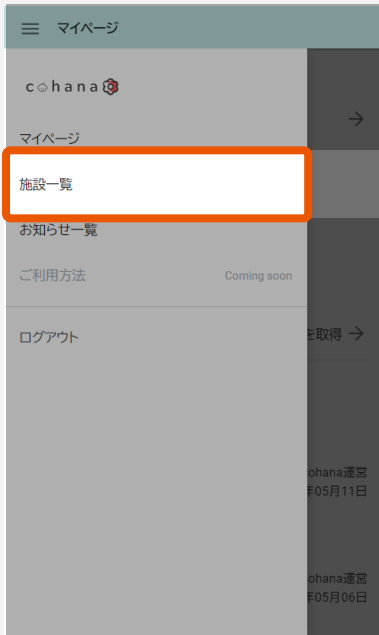 マイページ
cohana
マイページ
施設一覧
お知らせ一覧
ご利用方法 Coming soon
ログアウト
を取得
ohana運営
年05月11日
ohana運営
年05月06日